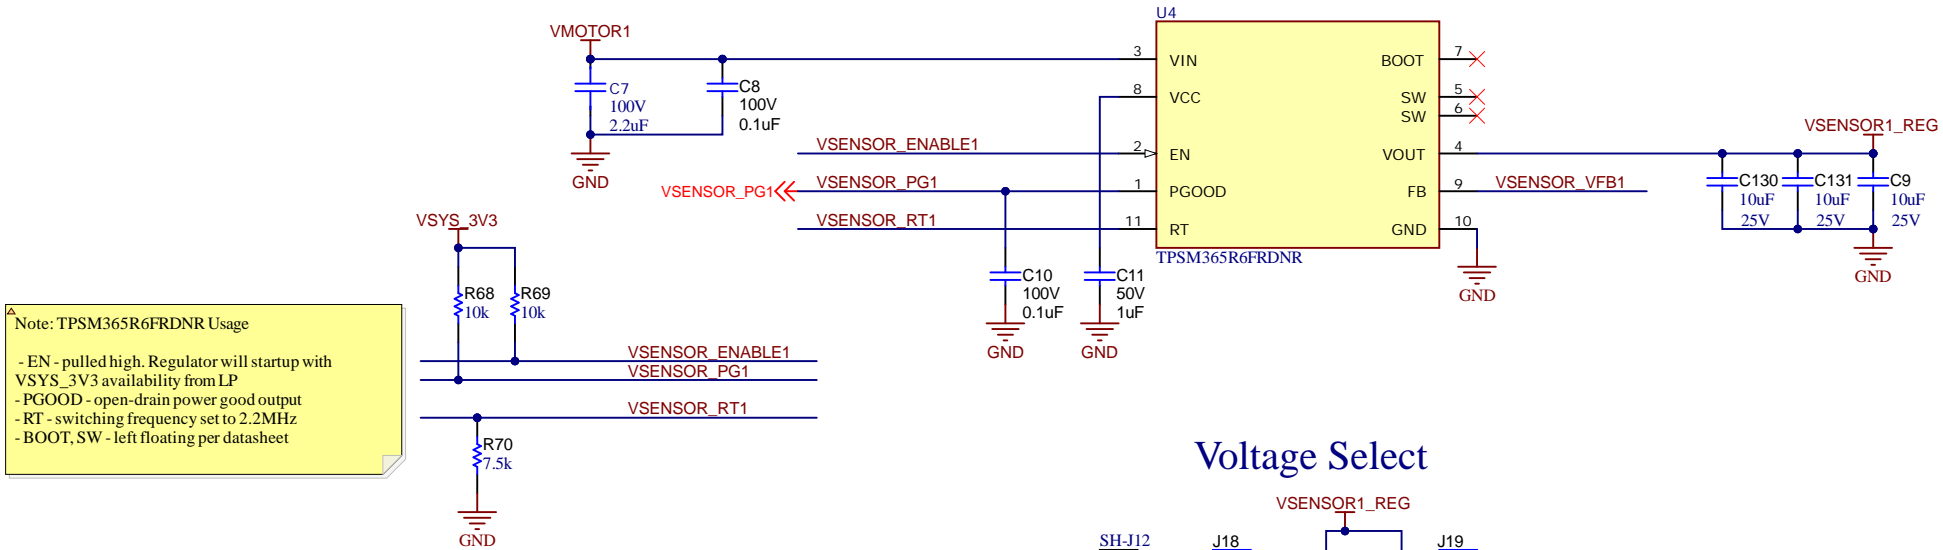 U4
VMOTOR1
3
VIN
BOOT
7
C7
100V
2.2uF
C8
100V
0.1uF
8
VCC
SW
5
SW
6
GND
VSENSOR_ENABLE1
2
EN
VOUT
4
VSENSOR1_REG
VSENSOR_PG1
VSENSOR_PG1
1
PGOOD
FB
9
VSENSOR_VFB1
C130
10uF
25V
C131
10uF
25V
C9
10uF
25V
VSENSOR_RT1
11
RT
GND
10
TPSM365R6FRDNR
GND
GND
VSYS_3V3
R68
10k
R69
10k
C10
100V
0.1uF
C11
50V
1uF
GND
GND
VSENSOR_ENABLE1
VSENSOR_PG1
VSENSOR_RT1
R70
7.5k
GND
Note: TPSM365R6FRDNR Usage
- EN - pulled high. Regulator will startup with
VSYS_3V3 availability from LP
- PGOOD - open-drain power good output
- RT - switching frequency set to 2.2MHz
- BOOT, SW - left floating per datasheet
Voltage Select
VSENSOR1_REG
SH-J12
J18
J19